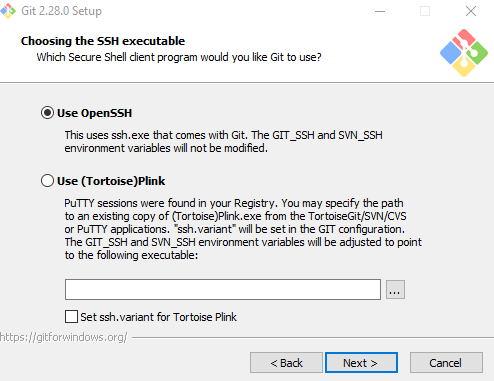 Git 2.28.0 Setup
Choosing the SSH executable
Which Secure Shell client program would you like Git to use?
Use OpenSSH
This uses ssh.exe that comes with Git. The GIT_SSH and SVN_SSH
environment variables will not be modified.
Use (Tortoise)Plink
PuTTY sessions were found in your Registry. You may specify the path
to an existing copy of (Tortoise)Plink.exe from the TortoiseGit/SVN/CVS
or PuTTY applications. "ssh.variant" will be set in the GIT configuration.
The GIT_SSH and SVN_SSH environment variables will be adjusted to point
to the following executable:
...
Set ssh.variant for Tortoise Plink
https://gitforwindows.org/
< Back Next > Cancel